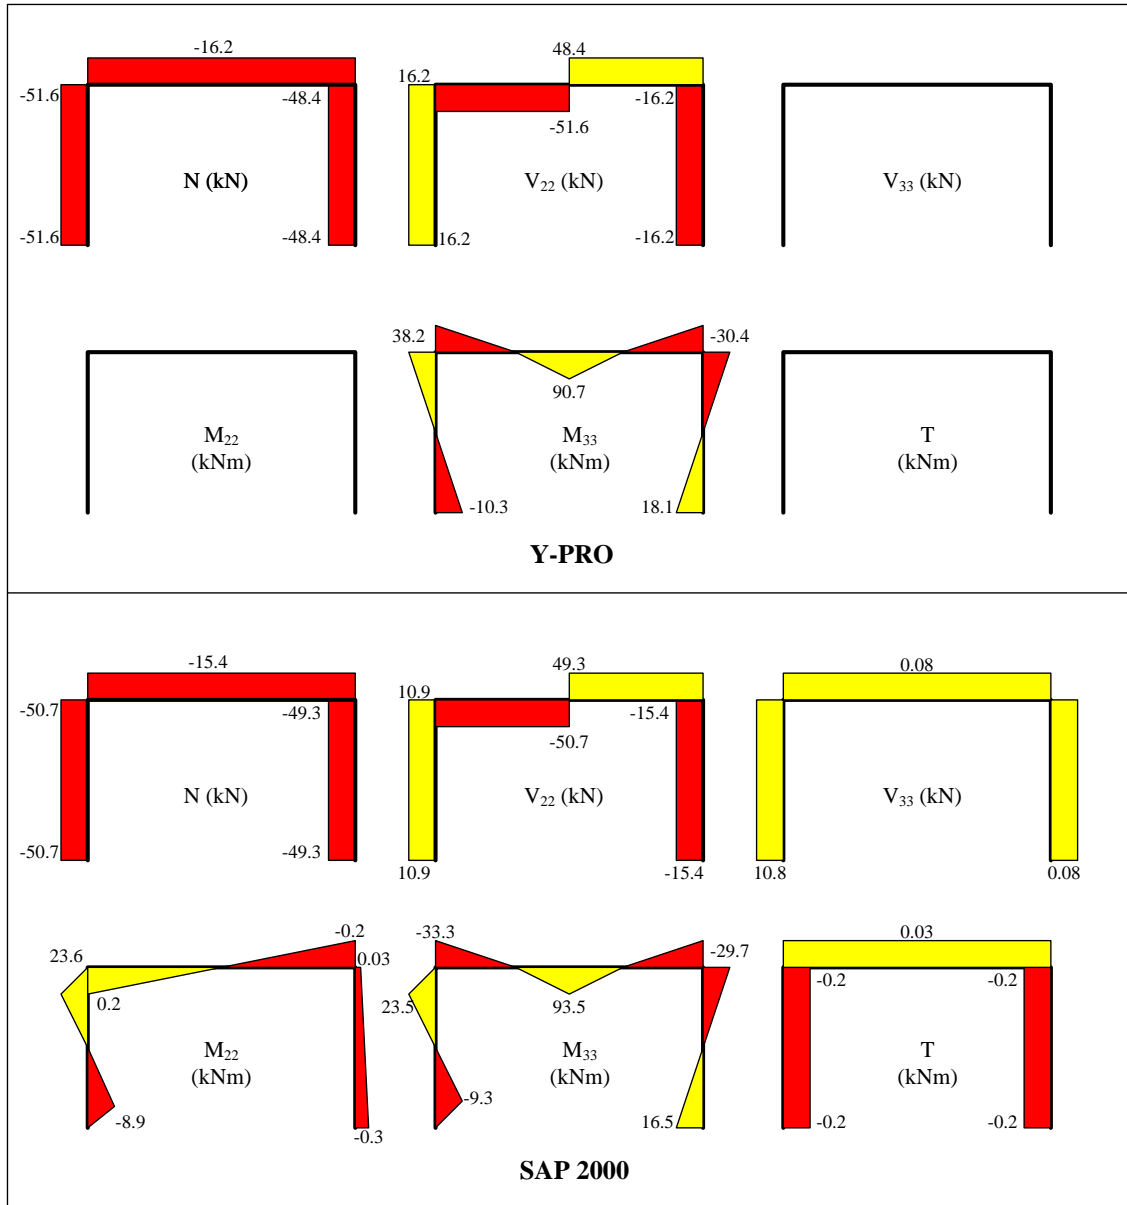 -16.2
-51.6
-48.4
N (kN)
-51.6
-48.4
48.4
16.2
-16.2
-51.6
V22 (kN)
16.2
-16.2
V33 (kN)
M22
(kNm)
38.2
-30.4
90.7
M33
(kNm)
-10.3
18.1
T
(kNm)
Y-PRO
-15.4
-50.7
-49.3
N (kN)
-50.7
-49.3
49.3
10.9
-15.4
-50.7
V22 (kN)
10.9
-15.4
0.08
V33 (kN)
10.8
0.08
-0.2
23.6
0.03
0.2
M22
(kNm)
-8.9
-0.3
-33.3
-29.7
23.5
93.5
M33
(kNm)
-9.3
16.5
0.03
-0.2
-0.2
T
(kNm)
-0.2
-0.2
SAP 2000